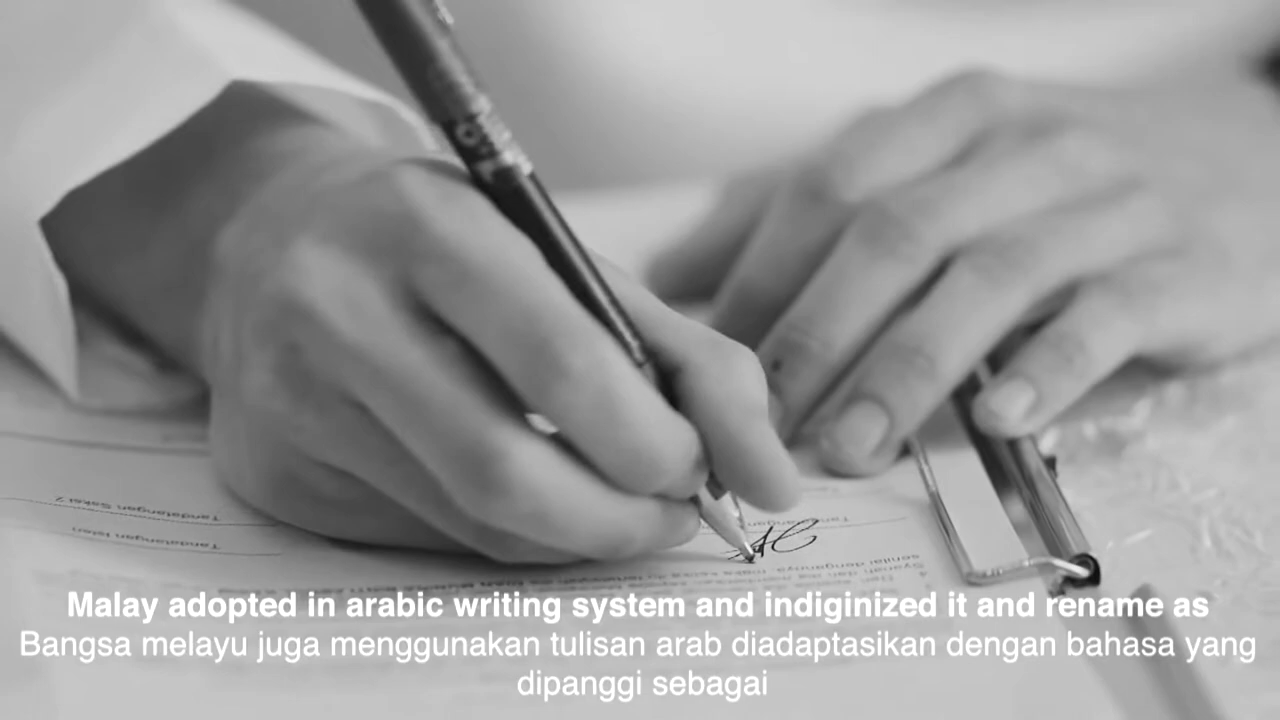 Tandatangan Saksi 2
Tandatangan Isteri
Malay adopted in arabic writing system and indiginized it and rename as
Bangsa melayu juga menggunakan tulisan arab diadaptasikan dengan bahasa yang
dipanggi sebagai